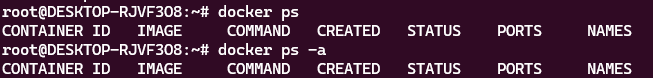 root@DESKTOP-RJVF3O8:~# docker ps
CONTAINER ID   IMAGE     COMMAND   CREATED   STATUS    PORTS     NAMES
root@DESKTOP-RJVF3O8:~# docker ps -a
CONTAINER ID   IMAGE     COMMAND   CREATED   STATUS    PORTS     NAMES